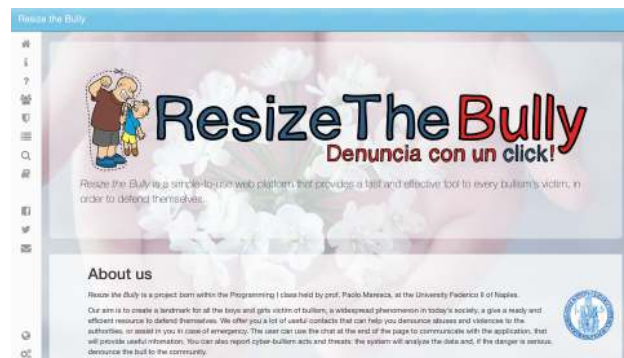 Resize the Bully
ResizeTheBully
Denuncia con un click!
Resize the Bully is a simple-to-use web platform that provides a fast and effective tool to every bullism's victim, in
order to defend themselves.
About us
Resize the Bully is a project born within the Programming I class held by prof. Paolo Maresca, at the University Federico II of Naples.
Our aim is to create a landmark for all the boys and girls victim of bullism, a widespread phenomenon in today's society, a give a ready and
efficient resource to defend themselves. We offer you a lot of useful contacts that can help you denounce abuses and violences to the
authorities, or assist you in case of emergency. The user can use the chat at the end of the page to communicate with the application, that
will provide useful information. You can also report cyber-bullism acts and threats: the system will analyze the data and, if the danger is serious,
denounce the bull to the community.